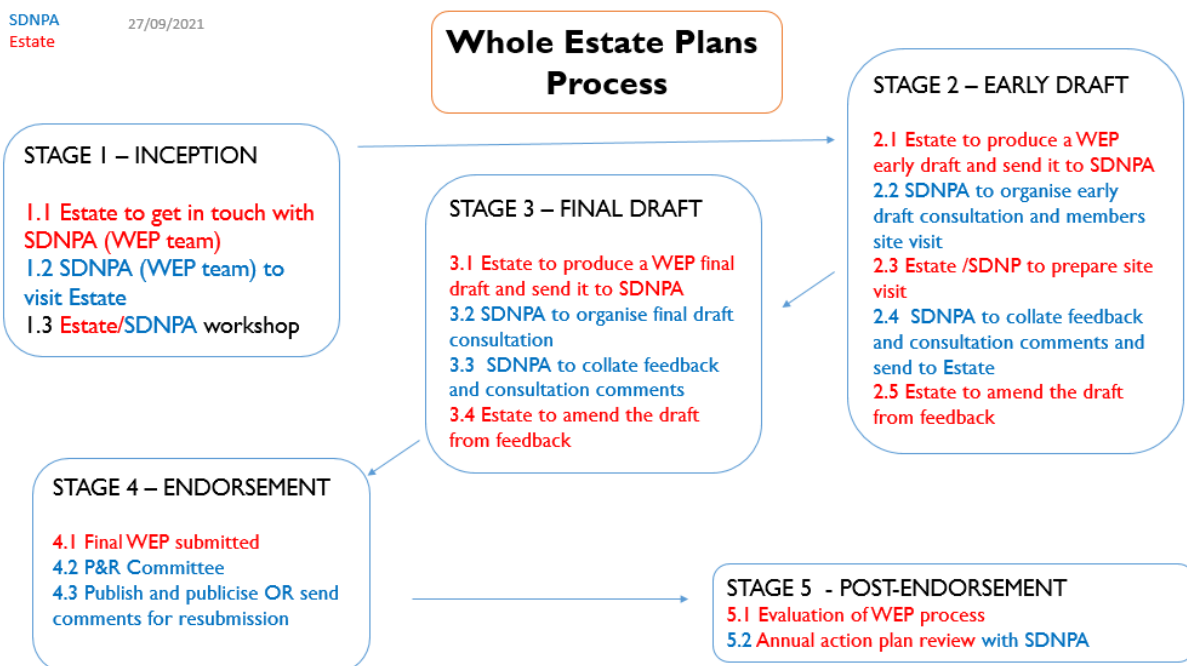 SDNPA
Estate
27/09/2021
Whole Estate Plans
Process
STAGE 1 – INCEPTION
1.1 Estate to get in touch with
SDNPA (WEP team)
1.2 SDNPA (WEP team) to
visit Estate
1.3 Estate/SDNPA workshop
STAGE 2 – EARLY DRAFT
2.1 Estate to produce a WEP
early draft and send it to SDNPA
2.2 SDNPA to organise early
draft consultation and members
site visit
2.3 Estate /SDNP to prepare site
visit
2.4 SDNPA to collate feedback
and consultation comments and
send to Estate
2.5 Estate to amend the draft
from feedback
STAGE 3 – FINAL DRAFT
3.1 Estate to produce a WEP final
draft and send it to SDNPA
3.2 SDNPA to organise final draft
consultation
3.3 SDNPA to collate feedback
and consultation comments
3.4 Estate to amend the draft
from feedback
STAGE 4 – ENDORSEMENT
4.1 Final WEP submitted
4.2 P&R Committee
4.3 Publish and publicise OR send
comments for resubmission
STAGE 5 - POST-ENDORSEMENT
5.1 Evaluation of WEP process
5.2 Annual action plan review with SDNPA